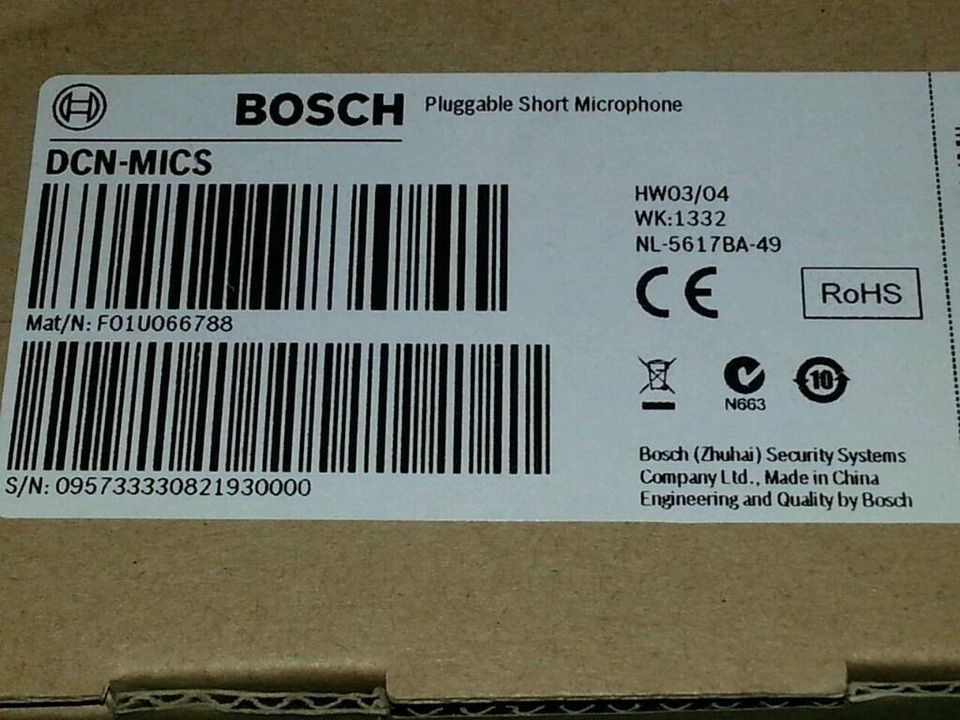 BOSCH Pluggable Short Microphone
DCN-MICS
HW03/04
WK:1332
NL-5617BA-49
CE
RoHS
Mat/N: F01U066788
N663
10
S/N: 095733330821930000
Bosch (Zhuhai) Security Systems
Company Ltd., Made in China
Engineering and Quality by Bosch